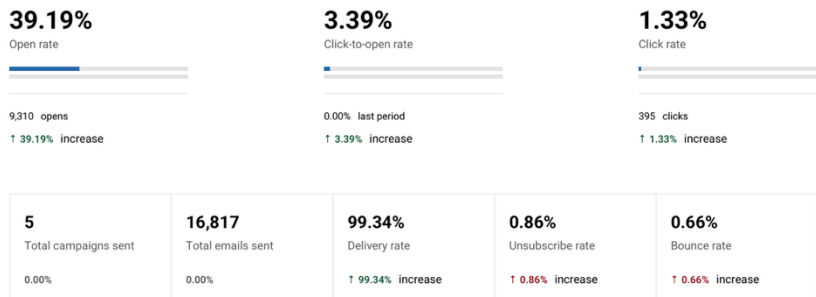 39.19% 3.39% 1.33%
Open rate Click-to-open rate Click rate
9,310 opens 0.00% last period 395 clicks
↑ 39.19% increase ↑ 3.39% increase ↑ 1.33% increase
5 16,817 99.34% 0.86% 0.66%
Total campaigns sent Total emails sent Delivery rate Unsubscribe rate Bounce rate
0.00% 0.00% ↑ 99.34% increase ↑ 0.86% increase ↑ 0.66% increase